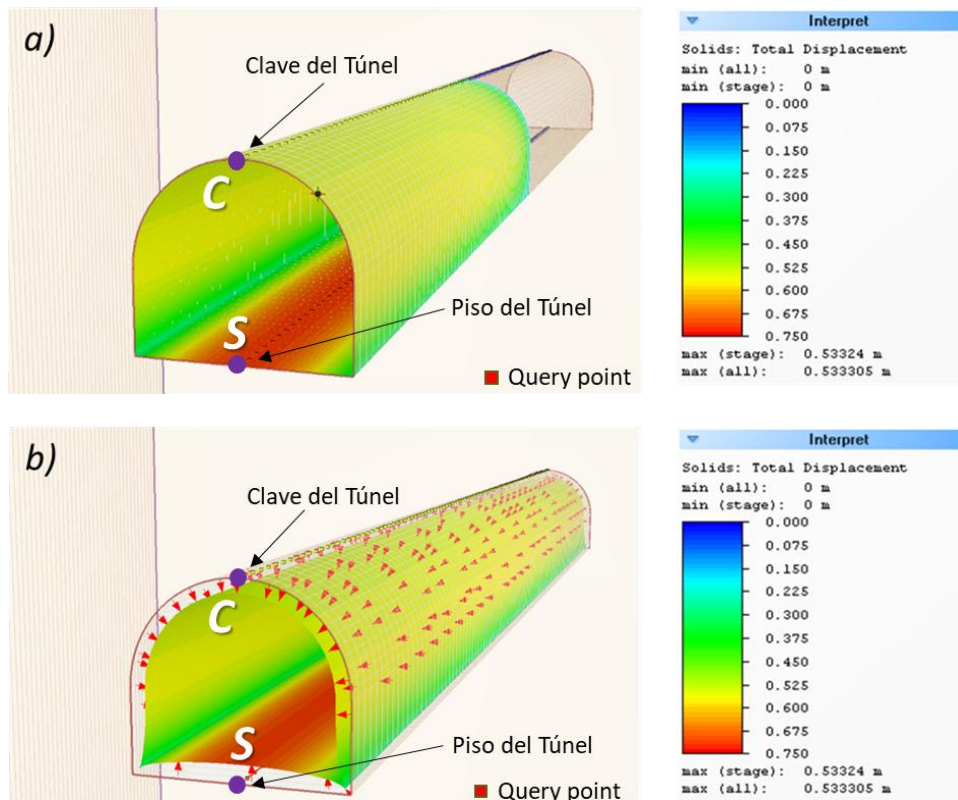 a)
Clave del Túnel
C
S
Piso del Túnel
Query point
Interpret
Solids: Total Displacement
min (all): 0 m
min (stage): 0 m
0.000
0.075
0.150
0.225
0.300
0.375
0.450
0.525
0.600
0.675
0.750
max (stage): 0.53324 m
max (all): 0.533305 m
b)
Clave del Túnel
C
S
Piso del Túnel
Query point
Interpret
Solids: Total Displacement
min (all): 0 m
min (stage): 0 m
0.000
0.075
0.150
0.225
0.300
0.375
0.450
0.525
0.600
0.675
0.750
max (stage): 0.53324 m
max (all): 0.533305 m